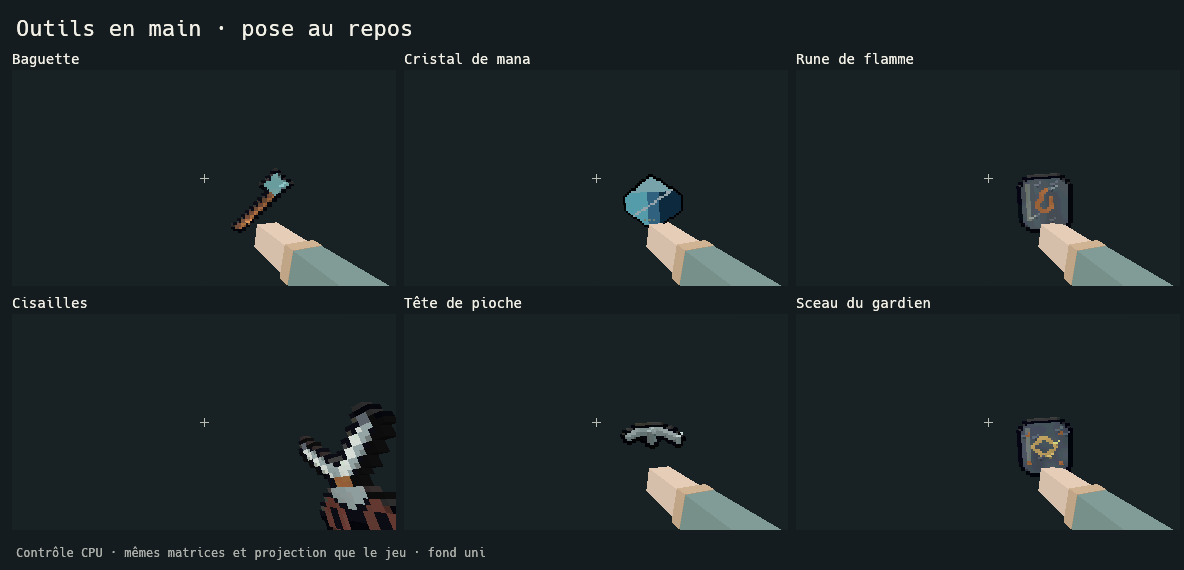 Outils en main · pose au repos
Baguette
Cristal de mana
Rune de flamme
Cisailles
Tête de pioche
Sceau du gardien
Contrôle CPU · mêmes matrices et projection que le jeu · fond uni